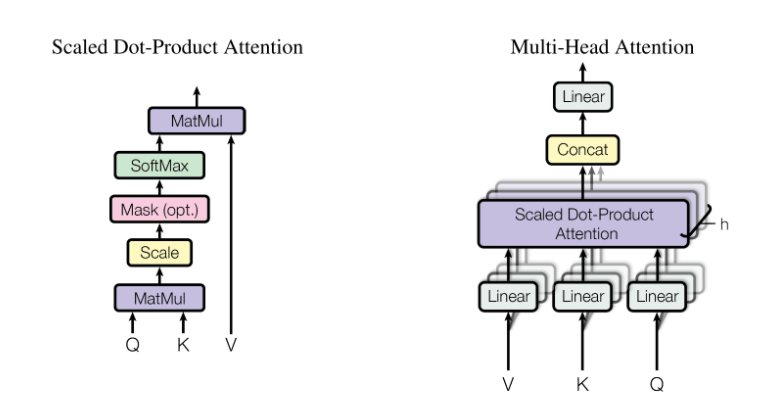 Scaled Dot-Product Attention
MatMul
SoftMax
Mask (opt.)
Scale
MatMul
Q K V
Multi-Head Attention
Linear
Concat
Scaled Dot-Product
Attention
h
Linear Linear Linear
V K Q